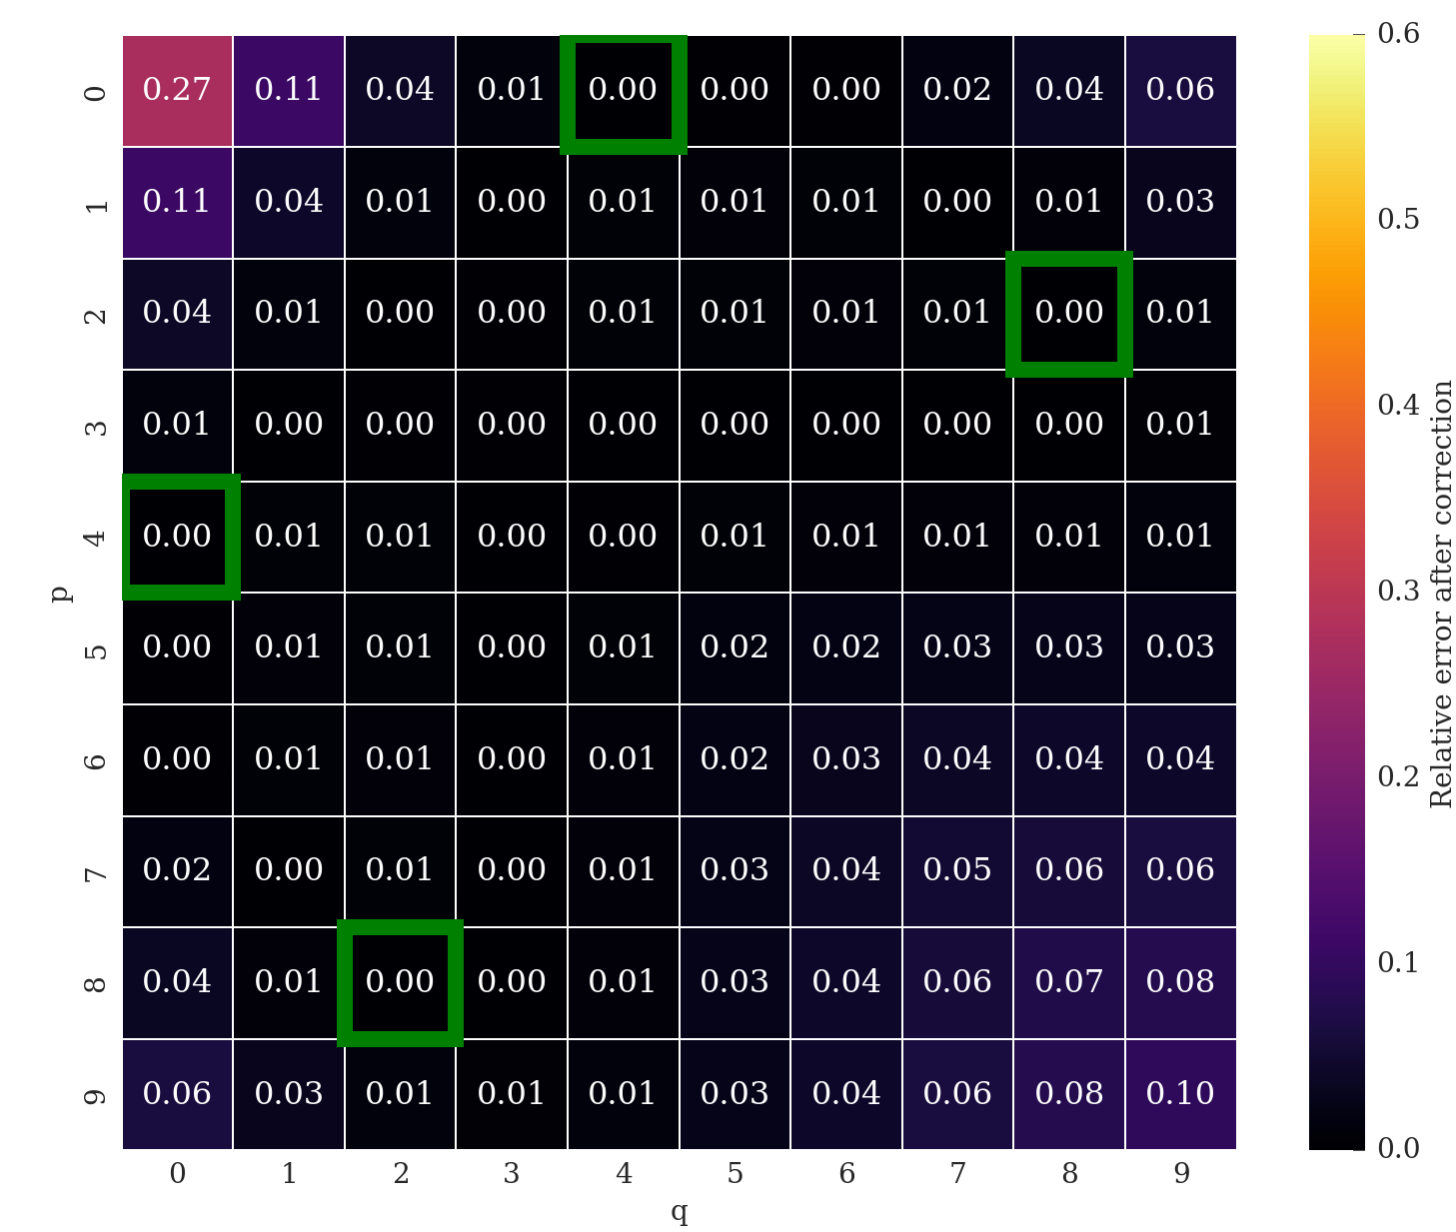 0 0.27 0.11 0.04 0.01 0.00 0.00 0.00 0.02 0.04 0.06
1 0.11 0.04 0.01 0.00 0.01 0.01 0.01 0.00 0.01 0.03
2 0.04 0.01 0.00 0.00 0.01 0.01 0.01 0.01 0.00 0.01
3 0.01 0.00 0.00 0.00 0.00 0.00 0.00 0.00 0.00 0.01
4 0.00 0.01 0.01 0.00 0.00 0.01 0.01 0.01 0.01 0.01
5 0.00 0.01 0.01 0.00 0.01 0.02 0.02 0.03 0.03 0.03
6 0.00 0.01 0.01 0.00 0.01 0.02 0.03 0.04 0.04 0.04
7 0.02 0.00 0.01 0.00 0.01 0.03 0.04 0.05 0.06 0.06
8 0.04 0.01 0.00 0.00 0.01 0.03 0.04 0.06 0.07 0.08
9 0.06 0.03 0.01 0.01 0.01 0.03 0.04 0.06 0.08 0.10
0 1 2 3 4 5 6 7 8 9
q
p
0.6
0.5
0.4
0.3
0.2
0.1
0.0
Relative error after correction